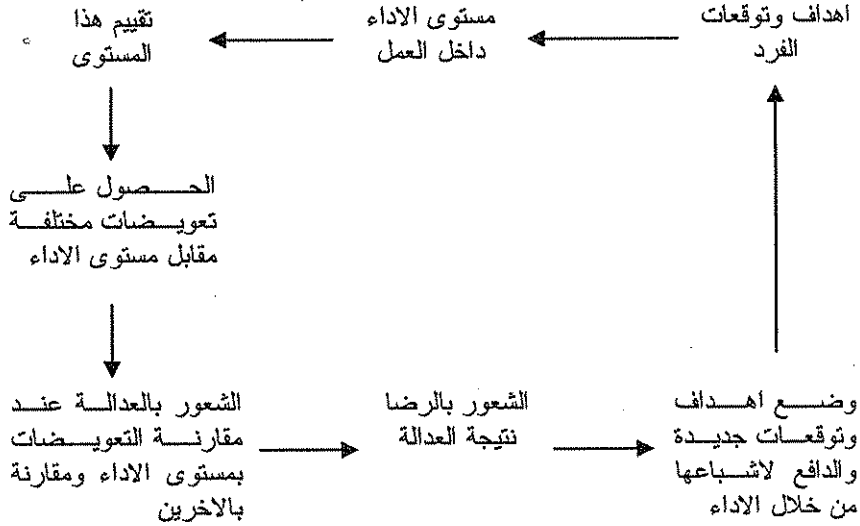 اهداف وتوقعات
الفرد
مستوى الاداء
داخل العمل
تقييم هذا
المستوى
الحصول على
تعويضات مختلفة
مقابل مستوى الاداء
الشعور بالعدالة عند
مقارنة التعويضات
بمستوى الاداء ومقارنة
بالاخرين
الشعور بالرضا
نتيجة العدالة
وضع اهداف
وتوقعات جديدة
والدافع لاشباعها
من خلال الاداء